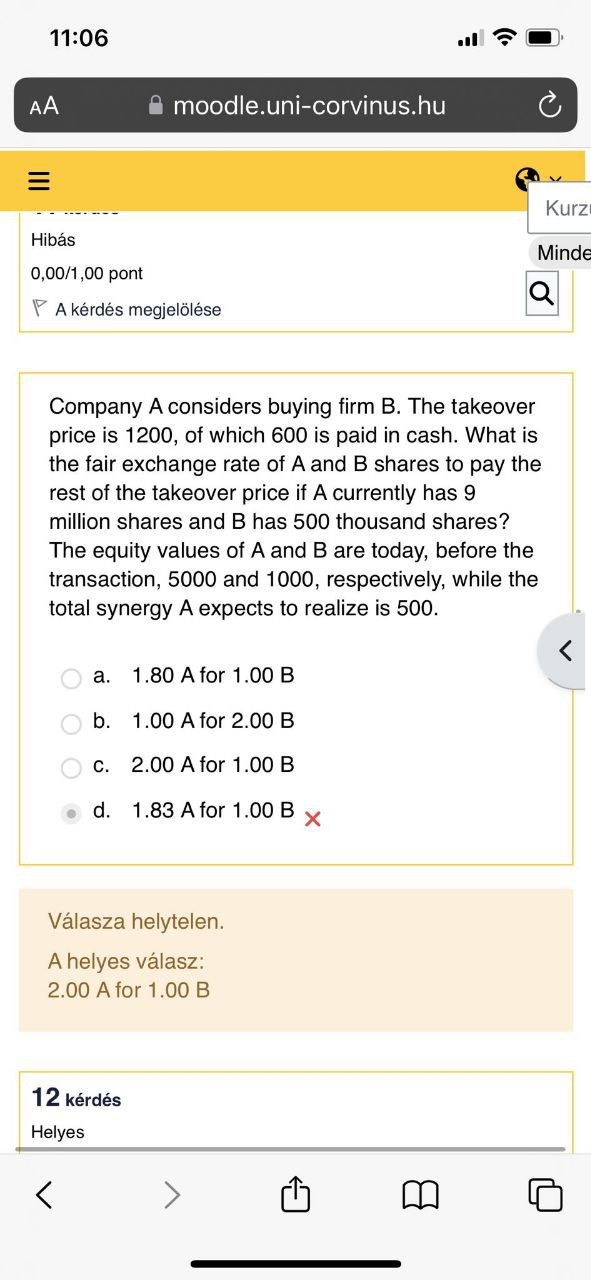 11:06
AA
moodle.uni-corvinus.hu
Kurz
Hibás
Minde
0,00/1,00 pont
A kérdés megjelölése
Company A considers buying firm B. The takeover
price is 1200, of which 600 is paid in cash. What is
the fair exchange rate of A and B shares to pay the
rest of the takeover price if A currently has 9
million shares and B has 500 thousand shares?
The equity values of A and B are today, before the
transaction, 5000 and 1000, respectively, while the
total synergy A expects to realize is 500.
a. 1.80 A for 1.00 B
b. 1.00 A for 2.00 B
c. 2.00 A for 1.00 B
d. 1.83 A for 1.00 B
Válasza helytelen.
A helyes válasz:
2.00 A for 1.00 B
12 kérdés
Helyes